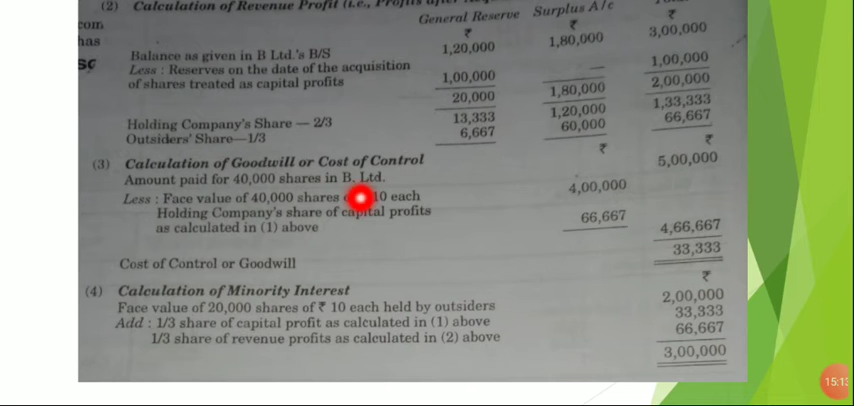 (2) Calculation of Revenue Profit (i.e., Profits after
com
has
sc
General Reserve Surplus A/c
₹ ₹ ₹
Balance as given in B Ltd.'s B/S 1,20,000 1,80,000 3,00,000
Less : Reserves on the date of the acquisition
of shares treated as capital profits 1,00,000 — 1,00,000
20,000 1,80,000 2,00,000
Holding Company's Share — 2/3 13,333 1,20,000 1,33,333
Outsiders' Share—1/3 6,667 60,000 66,667
₹ ₹
(3) Calculation of Goodwill or Cost of Control
Amount paid for 40,000 shares in B. Ltd. 5,00,000
Less : Face value of 40,000 shares 10 each 4,00,000
Holding Company's share of capital profits
as calculated in (1) above 66,667 4,66,667
Cost of Control or Goodwill 33,333
₹
(4) Calculation of Minority Interest
Face value of 20,000 shares of ₹ 10 each held by outsiders 2,00,000
Add : 1/3 share of capital profit as calculated in (1) above 33,333
1/3 share of revenue profits as calculated in (2) above 66,667
3,00,000
15:13